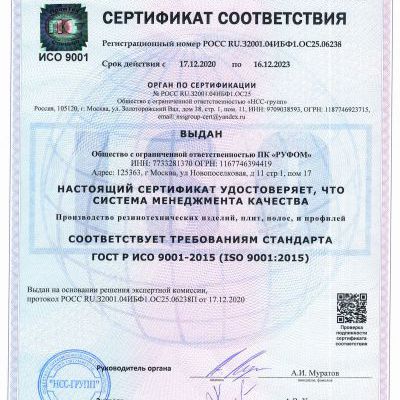 СЕРТИФИКАТ СООТВЕТСТВИЯ
Регистрационный номер РОСС RU.32001.04ИБФ1.ОС25.06238
ИСО 9001
Срок действия с 17.12.2020 по 16.12.2023
ОРГАН ПО СЕРТИФИКАЦИИ
№ РОСС RU.32001.04ИБФ1.ОС25
Общество с ограниченной ответственностью «НСС-групп»
Россия, 105120, г. Москва, ул. Золоторожский Вал, дом 38, стр. 1, пом. 11, ИНН: 9709038593, ОГРН: 1187746923715,
email: nssgroup-cert@yandex.ru
ВЫДАН
Общество с ограниченной ответственностью ПК «РУФОМ»
ИНН: 7733281370 ОГРН: 1167746394419
Адрес: 125363, г Москва, ул Новопоселковая, д 11 стр 1, пом 17
НАСТОЯЩИЙ СЕРТИФИКАТ УДОСТОВЕРЯЕТ, ЧТО
СИСТЕМА МЕНЕДЖМЕНТА КАЧЕСТВА
Производство резинотехнических изделий, плит, полос, и профилей
СООТВЕТСТВУЕТ ТРЕБОВАНИЯМ СТАНДАРТА
ГОСТ Р ИСО 9001-2015 (ISO 9001:2015)
Выдан на основании решения экспертной комиссии,
протокол РОСС RU.32001.04ИБФ1.ОС25.06238П от 17.12.2020
Проверка
подлинности
и статуса
сертификата
соответствия
Руководитель органа
А.И. Муратов
подпись
инициалы, фамилия
"НСС-ГРУПП"